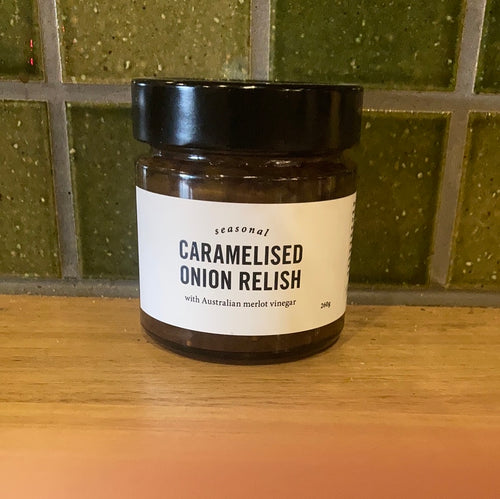 seasonal
CARAMELISED
ONION RELISH
with Australian merlot vinegar
260g